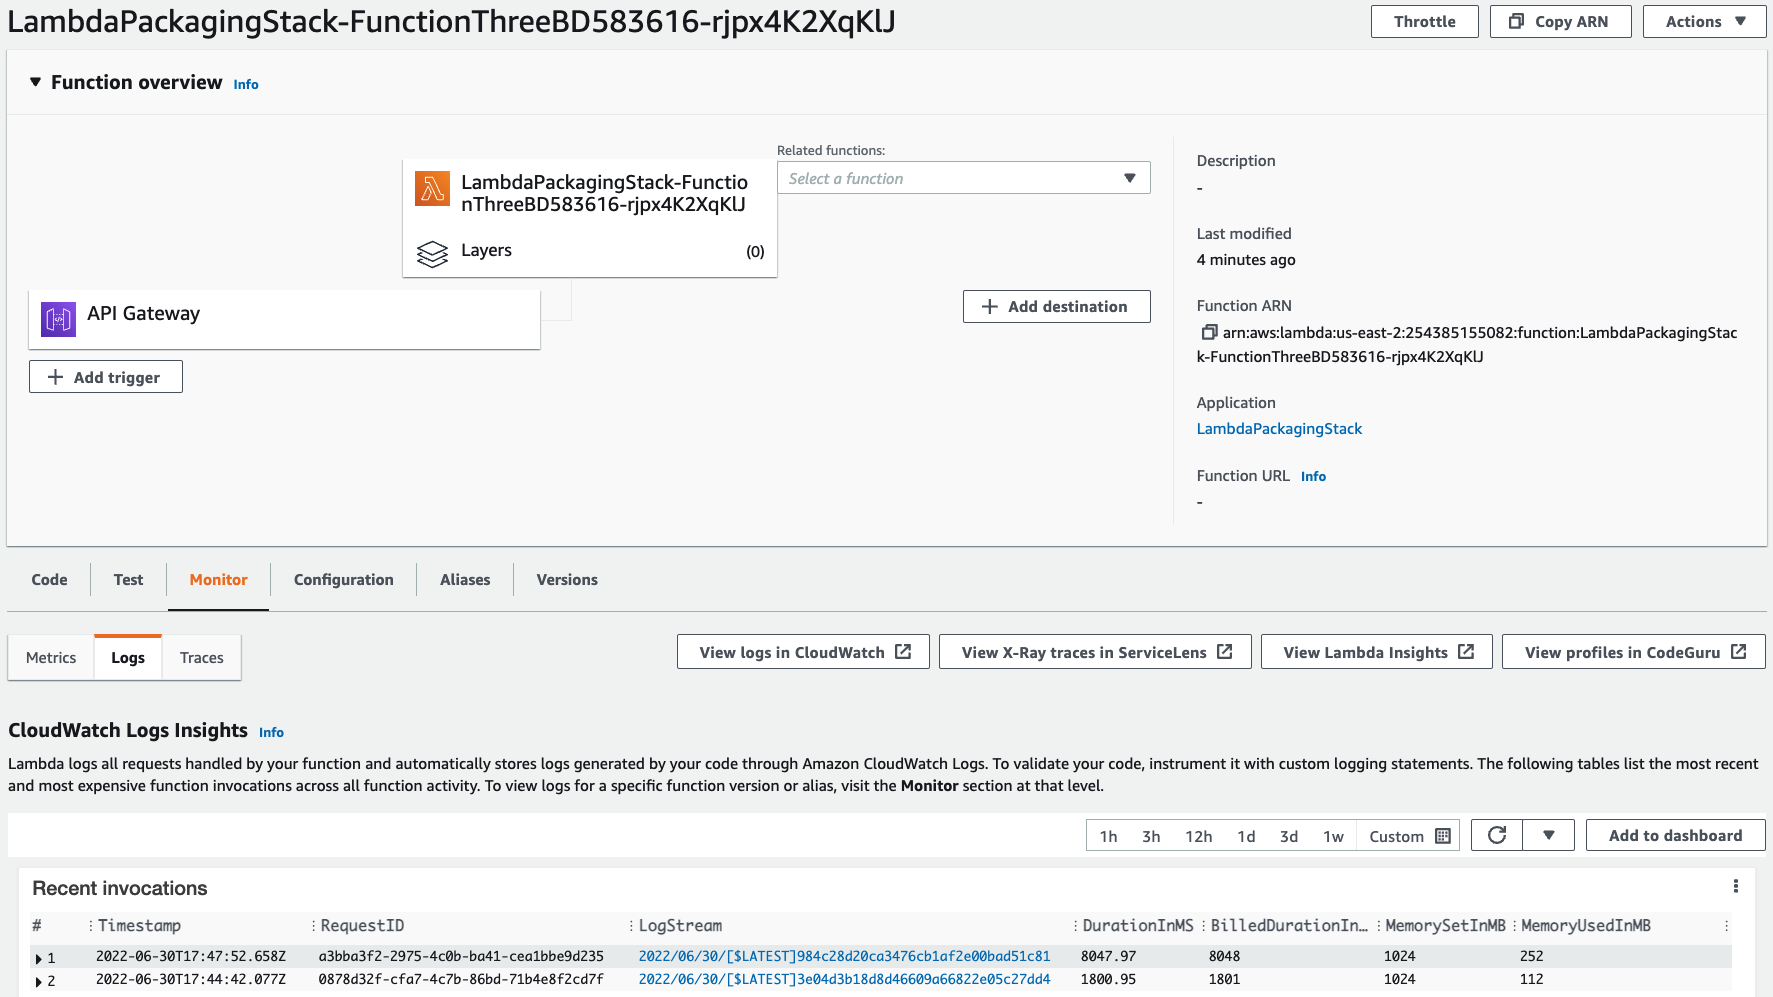 LambdaPackagingStack-FunctionThreeBD583616-rjpx4K2XqKlJ
Throttle
Copy ARN
Actions
Function overview Info
Related functions:
Select a function
LambdaPackagingStack-Functio
nThreeBD583616-rjpx4K2XqKlJ
Layers (0)
API Gateway
Add trigger
Add destination
Description
-
Last modified
4 minutes ago
Function ARN
arn:aws:lambda:us-east-2:254385155082:function:LambdaPackagingStac
k-FunctionThreeBD583616-rjpx4K2XqKlJ
Application
LambdaPackagingStack
Function URL Info
-
Code Test Monitor Configuration Aliases Versions
Metrics Logs Traces
View logs in CloudWatch
View X-Ray traces in ServiceLens
View Lambda Insights
View profiles in CodeGuru
CloudWatch Logs Insights Info
Lambda logs all requests handled by your function and automatically stores logs generated by your code through Amazon CloudWatch Logs. To validate your code, instrument it with custom logging statements. The following tables list the most recent
and most expensive function invocations across all function activity. To view logs for a specific function version or alias, visit the Monitor section at that level.
1h 3h 12h 1d 3d 1w Custom
Add to dashboard
Recent invocations
# Timestamp RequestID LogStream DurationInMS BilledDurationIn... MemorySetInMB MemoryUsedInMB
1 2022-06-30T17:47:52.658Z a3bba3f2-2975-4c0b-ba41-cea1bbe9d235 2022/06/30/[$LATEST]984c28d20ca3476cb1af2e00bad51c81 8047.97 8048 1024 252
2 2022-06-30T17:44:42.077Z 0878d32f-cfa7-4c7b-86bd-71b4e8f2cd7f 2022/06/30/[$LATEST]3e04d3b18d8d46609a66822e05c27dd4 1800.95 1801 1024 112